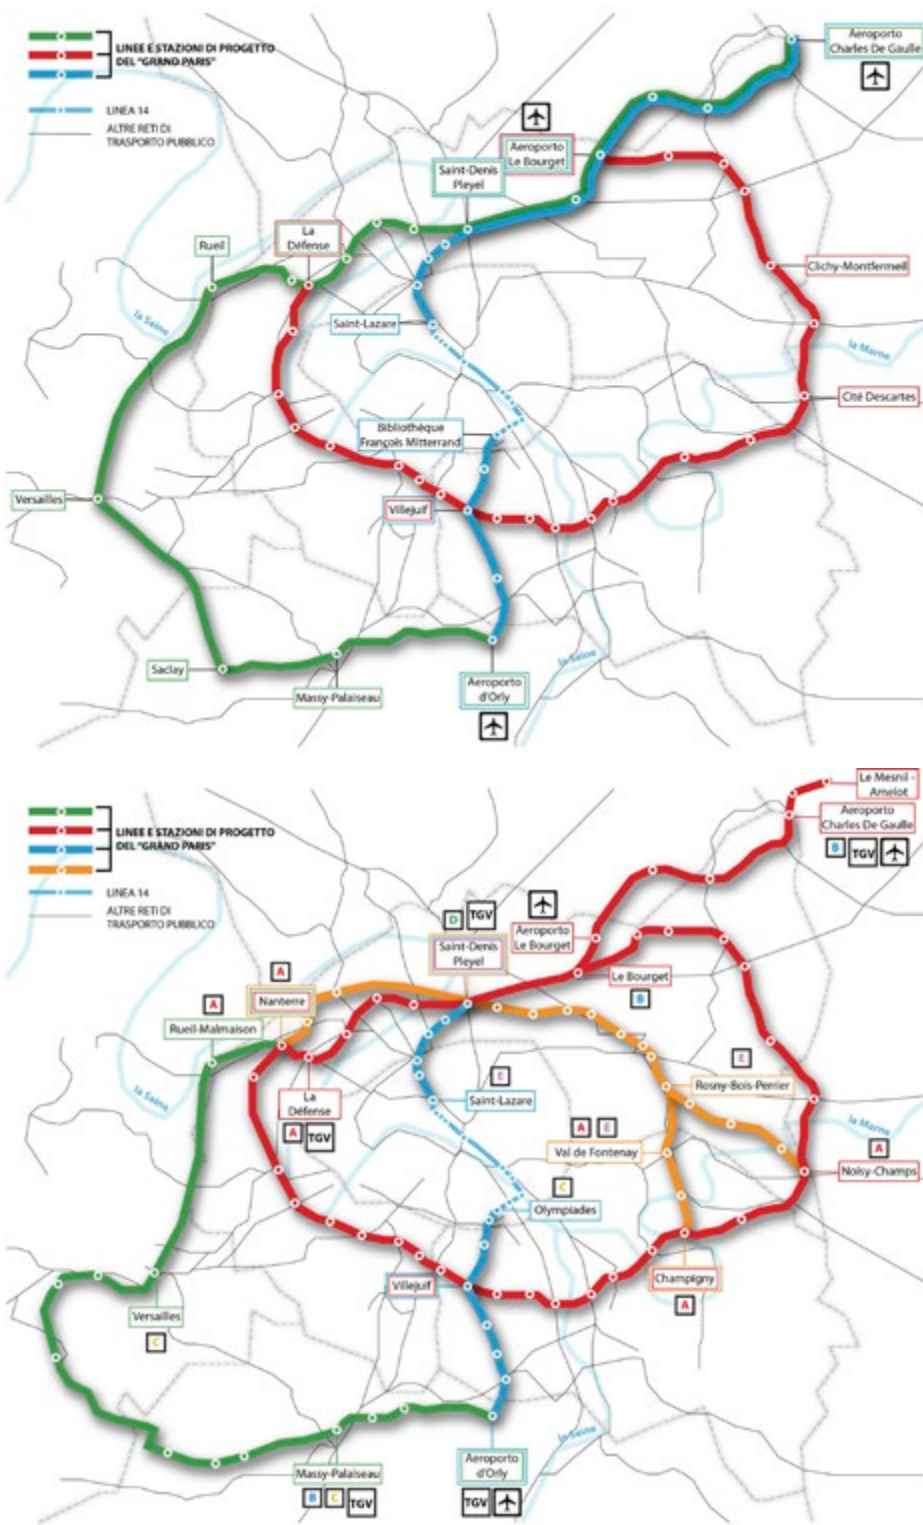 LINEE E STAZIONI DI PROGETTO
DEL "GRAND PARIS"
LINEA 14
ALTRE RETI DI
TRASPORTO PUBBLICO
Aeroporto
Charles De Gaulle
Aeroporto
Le Bourget
Saint-Denis
Pleyel
La
Défense
Rueil
la Seine
Clichy-Montfermeil
Saint-Lazare
la Marne
Cité Descartes
Bibliothèque
François Mitterrand
Versailles
Villejuif
la Seine
Saclay
Massy-Palaiseau
Aeroporto
d'Orly
LINEE E STAZIONI DI PROGETTO
DEL "GRAND PARIS"
LINEA 14
ALTRE RETI DI
TRASPORTO PUBBLICO
Le Mesnil -
Amelot
Aeroporto
Charles De Gaulle
B TGV
D TGV
Saint-Denis
Pleyel
Aeroporto
Le Bourget
Le Bourget
B
A
Nanterre
A
Rueil-Malmaison
la Seine
La
Défense
A TGV
E
Saint-Lazare
E
Rosny-Bois-Perrier
A E
Val de Fontenay
la Marne
A
Noisy-Champs
C
Olympiades
Villejuif
Champigny
A
Versailles
C
la Seine
Massy-Palaiseau
B C TGV
Aeroporto
d'Orly
TGV